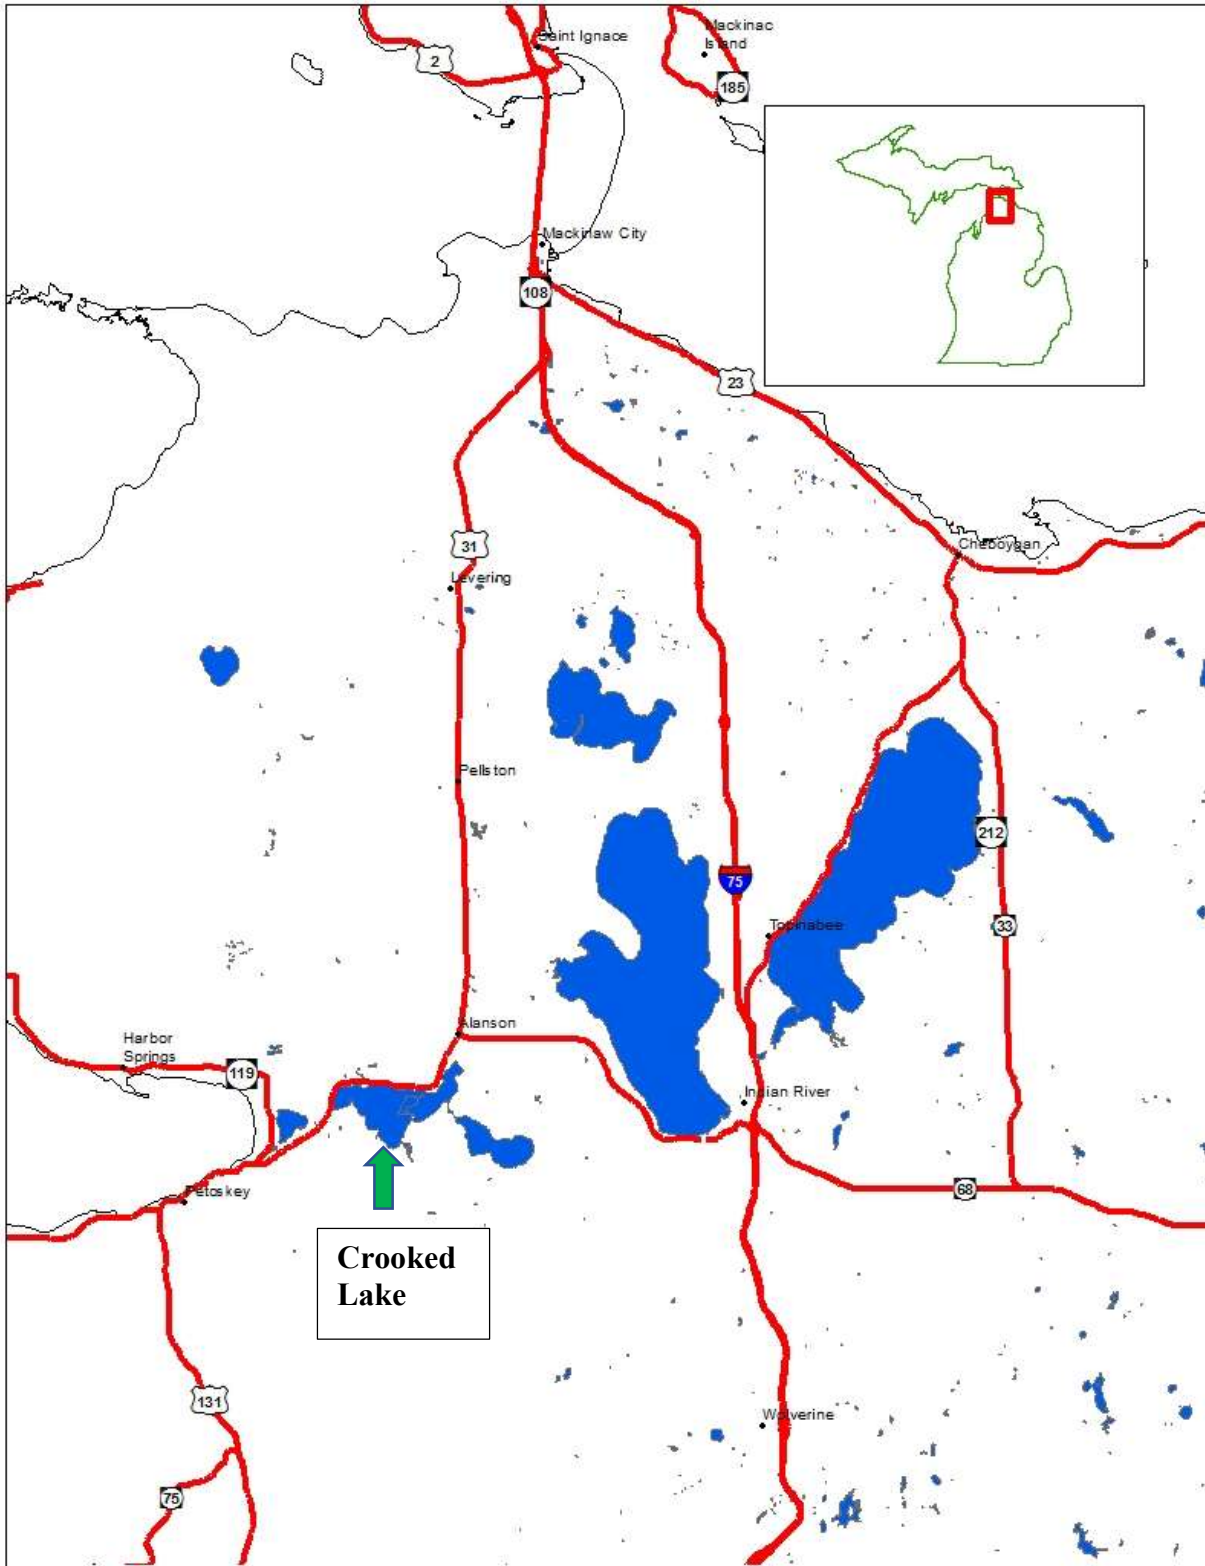 Saint Ignace
Mackinac
Island
2
185
Mackinaw City
108
23
31
Cheboygan
Levering
Pellston
212
75
33
Topinabee
Alanson
Harbor
Springs
119
Indian River
68
Petoskey
Crooked
Lake
131
Wolverine
75